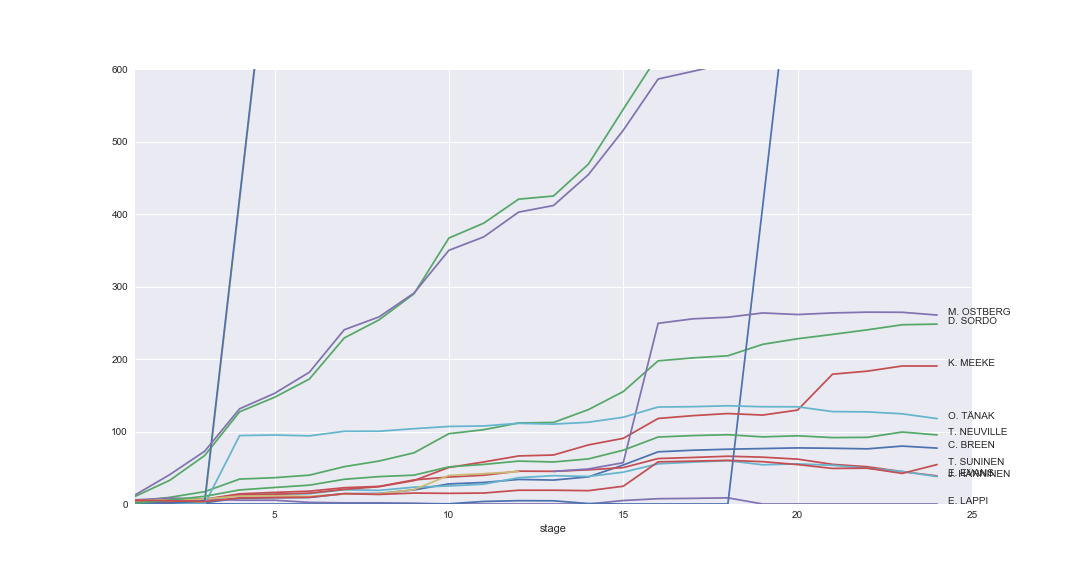 600
500
400
300
200
100
0
5
10
15
20
25
stage
M. OSTBERG
D. SORDO
K. MEEKE
O. TÄNAK
T. NEUVILLE
C. BREEN
T. SUNINEN
J. HANNINEN
E. LAPPI